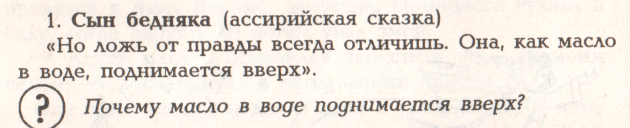 1. Сын бедняка (ассирийская сказка)
«Но ложь от правды всегда отличишь. Она, как масло
в воде, поднимается вверх».
? Почему масло в воде поднимается вверх?